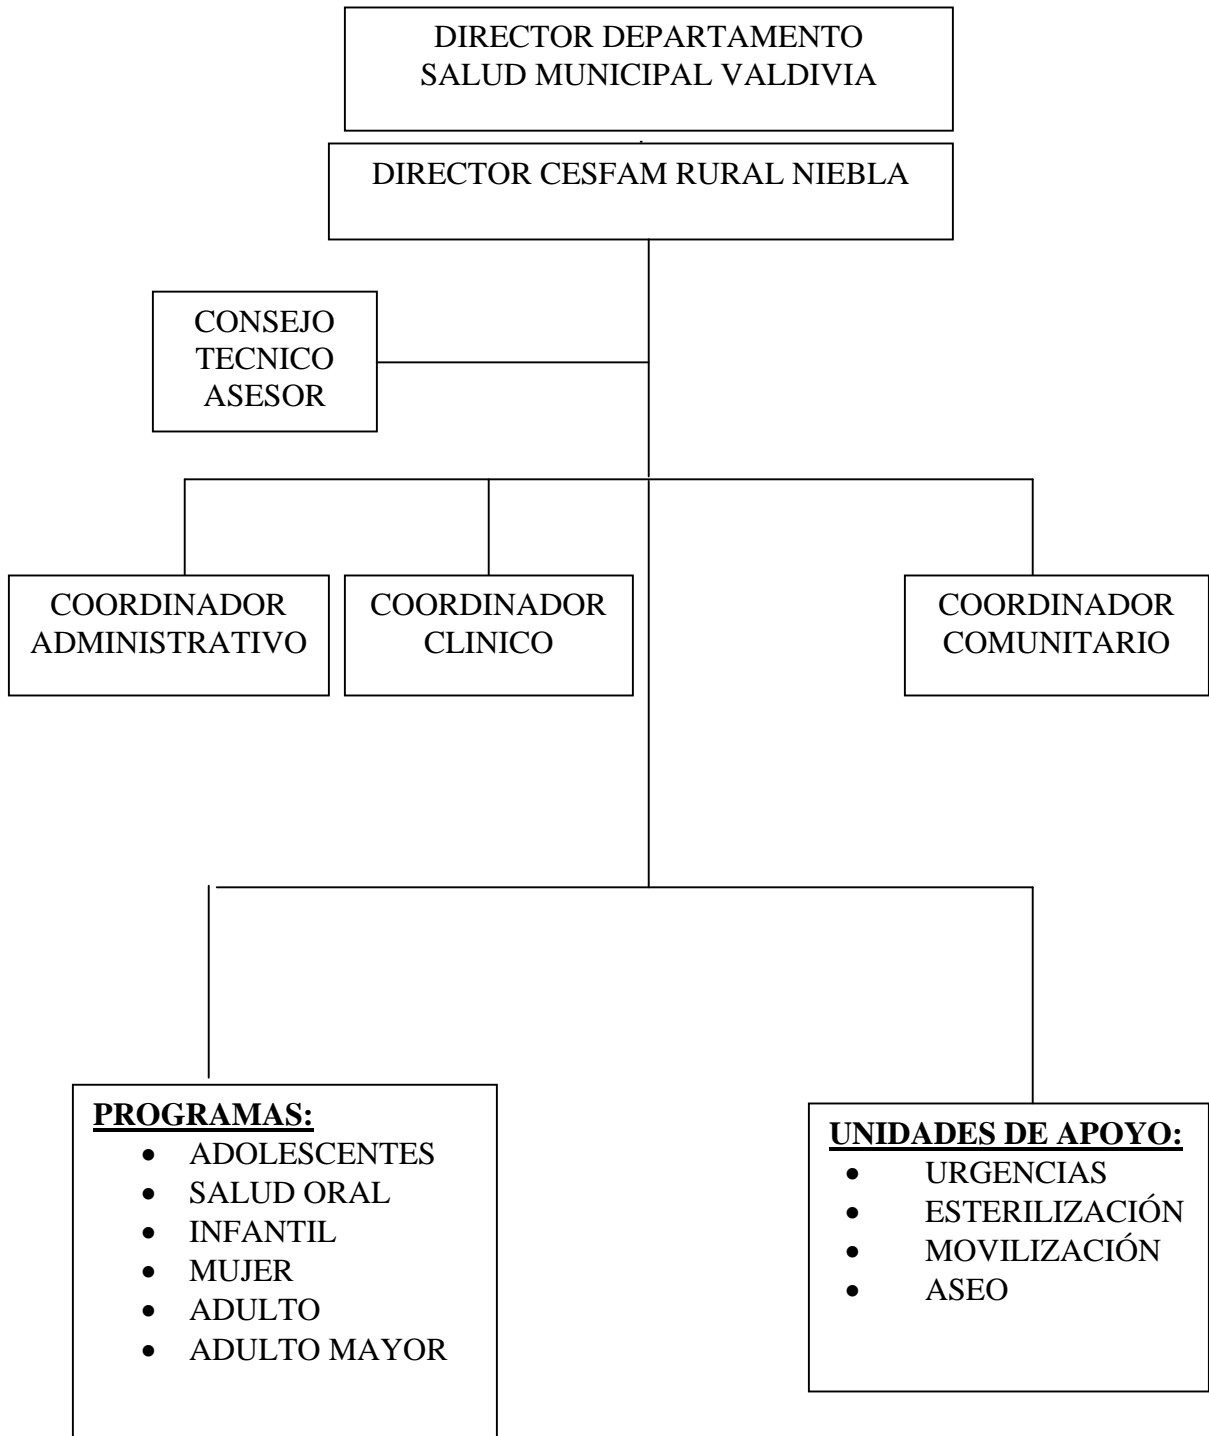 DIRECTOR DEPARTAMENTO
SALUD MUNICIPAL VALDIVIA
DIRECTOR CESFAM RURAL NIEBLA
CONSEJO
TECNICO
ASESOR
COORDINADOR
ADMINISTRATIVO
COORDINADOR
CLINICO
COORDINADOR
COMUNITARIO
PROGRAMAS:
• ADOLESCENTES
• SALUD ORAL
• INFANTIL
• MUJER
• ADULTO
• ADULTO MAYOR
UNIDADES DE APOYO:
• URGENCIAS
• ESTERILIZACIÓN
• MOVILIZACIÓN
• ASEO